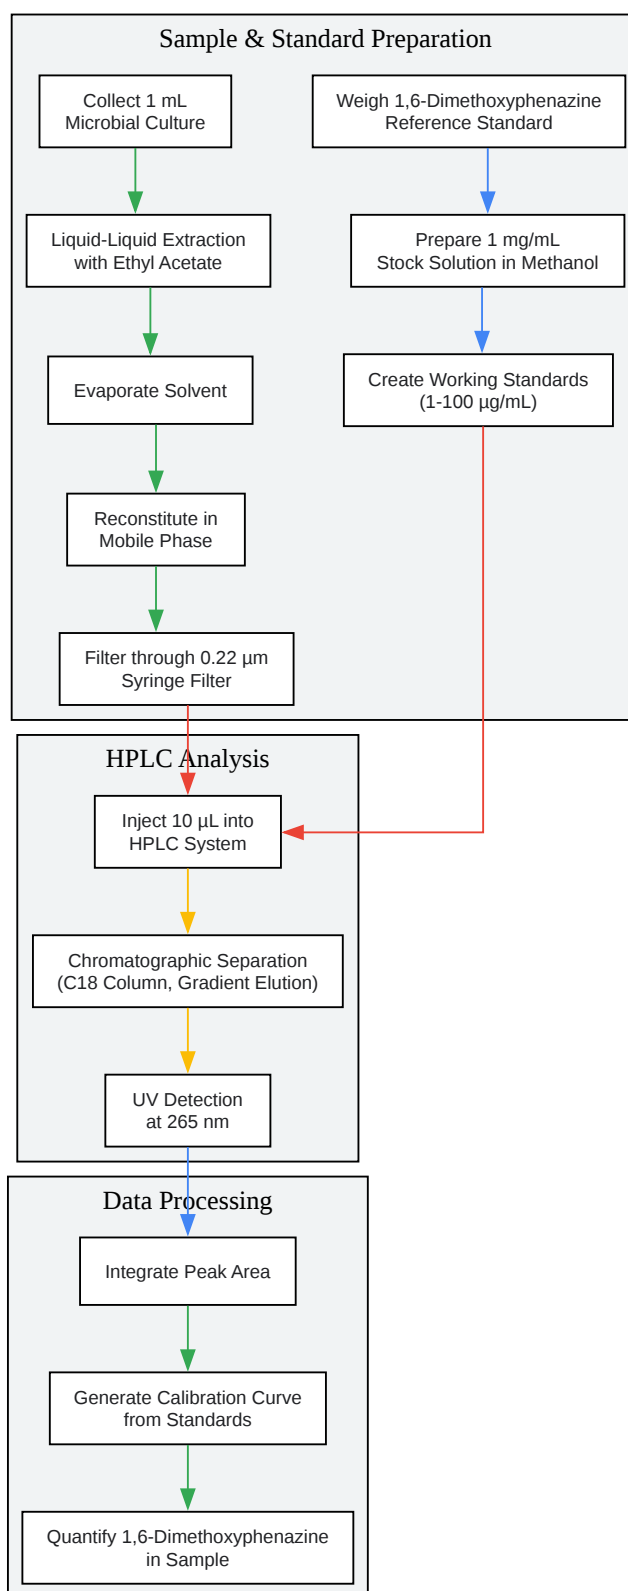 Sample & Standard Preparation
Collect 1 mL
Microbial Culture
Weigh 1,6-Dimethoxyphenazine
Reference Standard
Liquid-Liquid Extraction
with Ethyl Acetate
Prepare 1 mg/mL
Stock Solution in Methanol
Evaporate Solvent
Create Working Standards
(1-100 µg/mL)
Reconstitute in
Mobile Phase
Filter through 0.22 µm
Syringe Filter
HPLC Analysis
Inject 10 µL into
HPLC System
Chromatographic Separation
(C18 Column, Gradient Elution)
UV Detection
at 265 nm
Data Processing
Integrate Peak Area
Generate Calibration Curve
from Standards
Quantify 1,6-Dimethoxyphenazine
in Sample